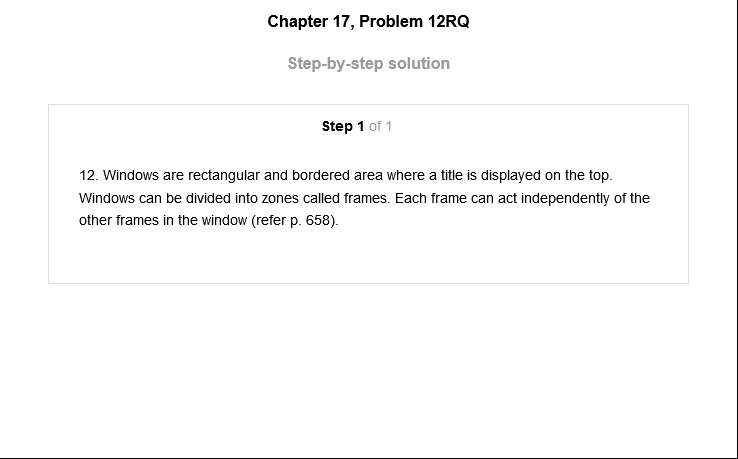 Chapter 17, Problem 12RQ
Step-by-step solution
Step 1 of 1
12. Windows are rectangular and bordered area where a title is displayed on the top.
Windows can be divided into zones called frames. Each frame can act independently of the
other frames in the window (refer p. 658).